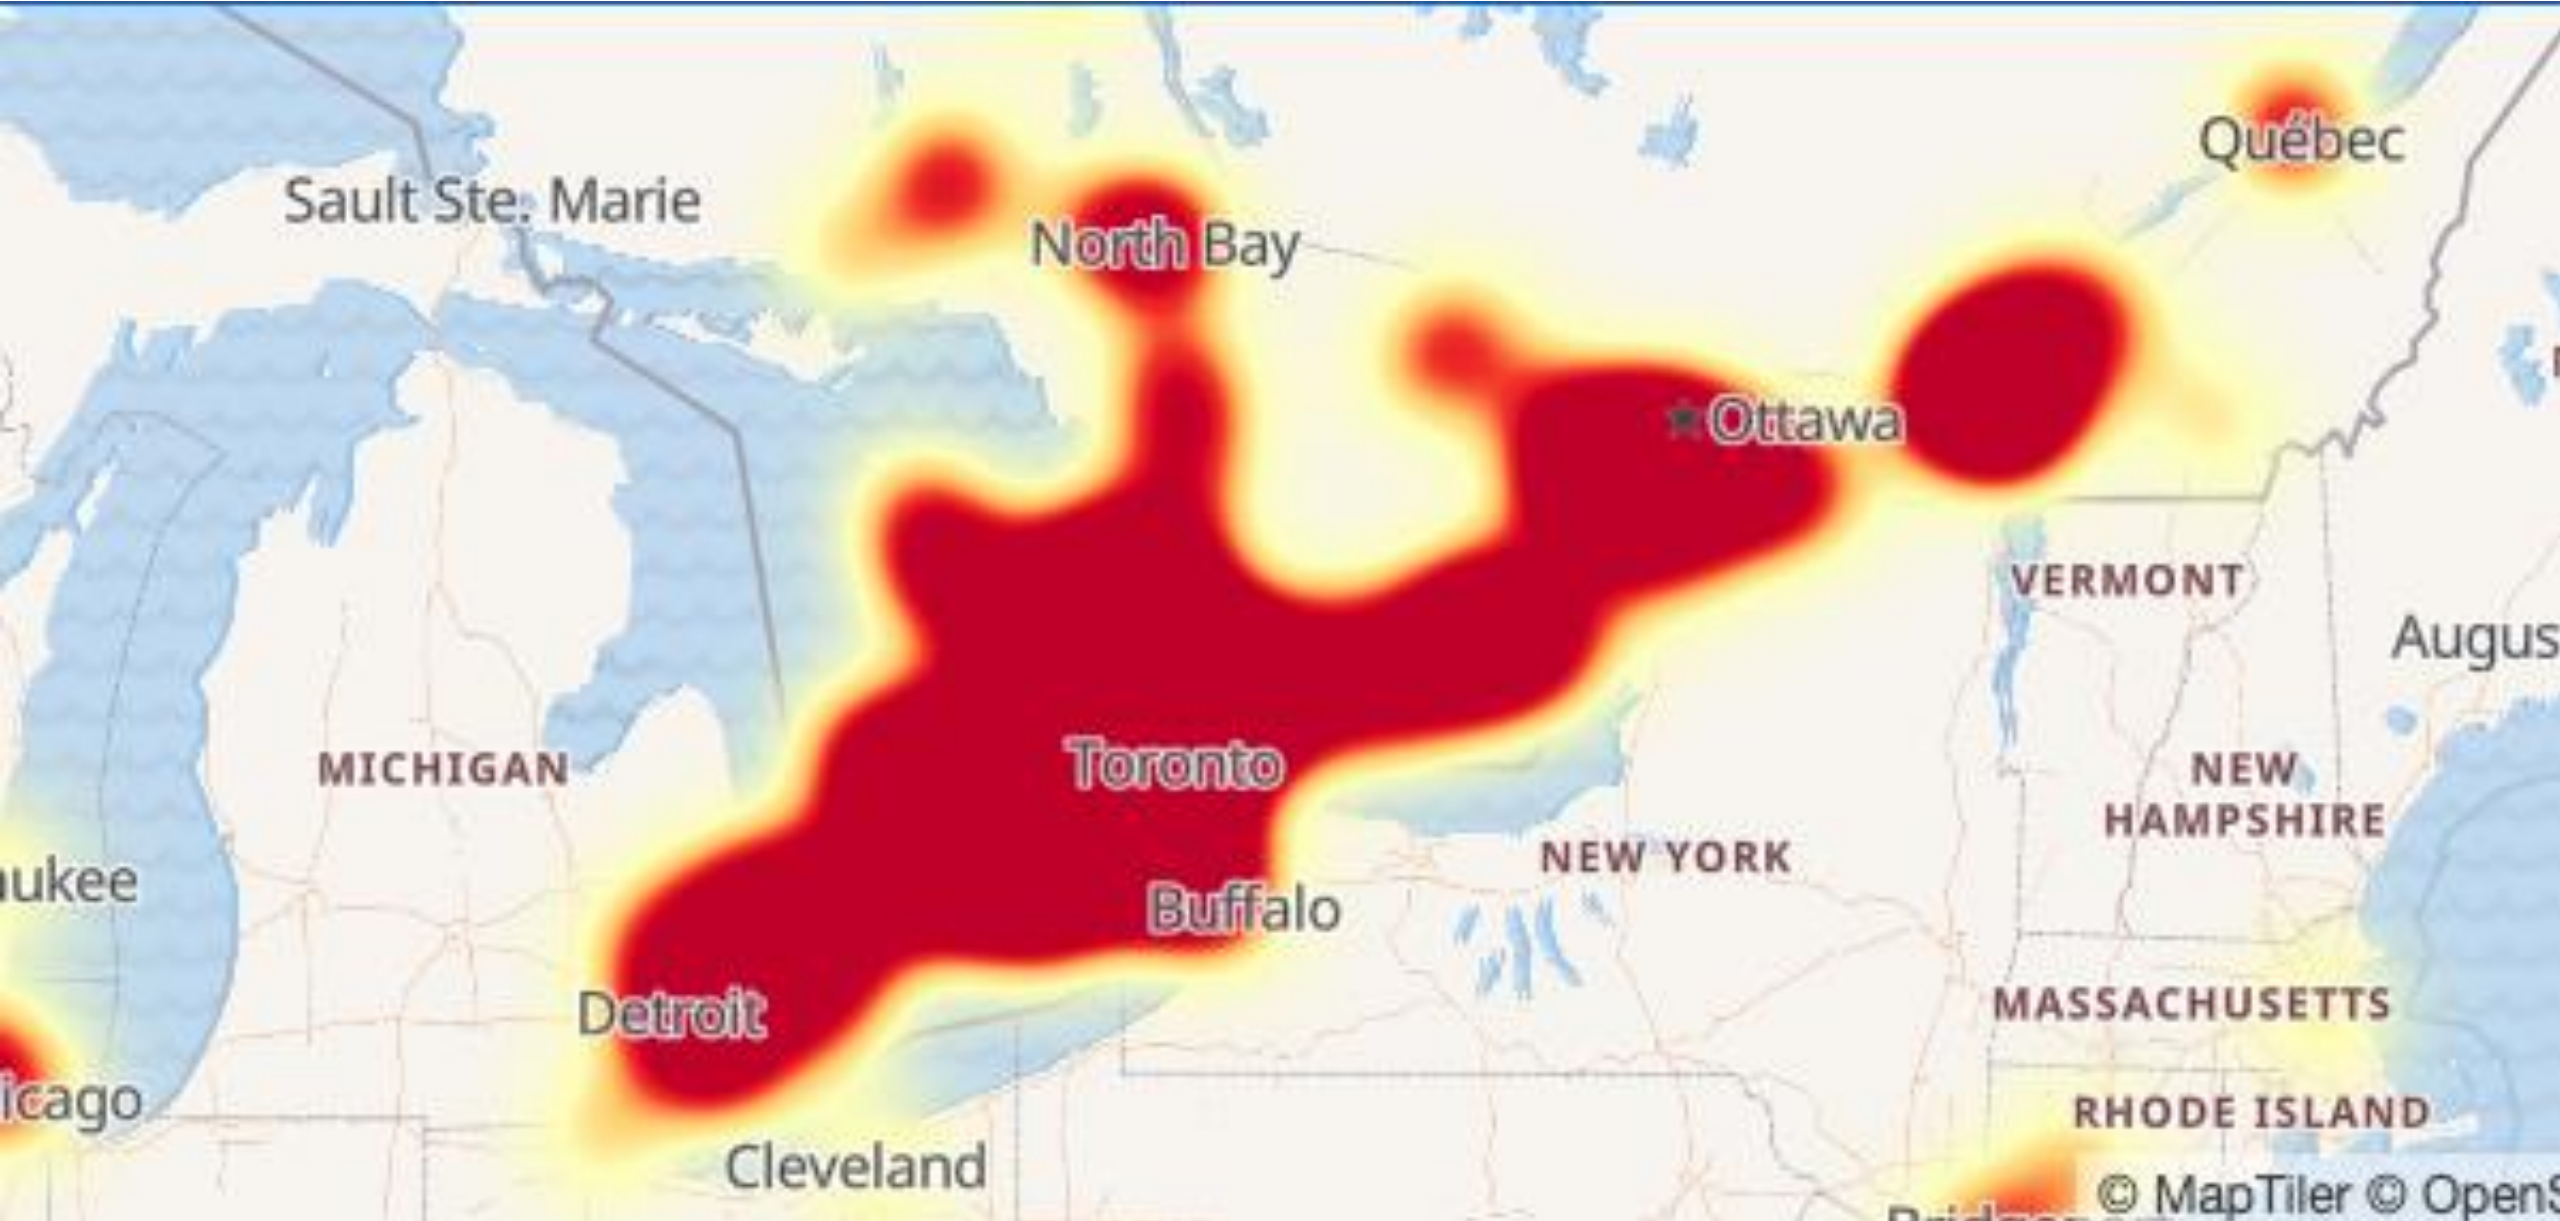 Québec
Sault Ste. Marie
North Bay
Ottawa
VERMONT
Augus
Toronto
MICHIGAN
NEW
HAMPSHIRE
NEW YORK
ukee
Buffalo
MASSACHUSETTS
Detroit
icago
RHODE ISLAND
Cleveland
© MapTiler © OpenS